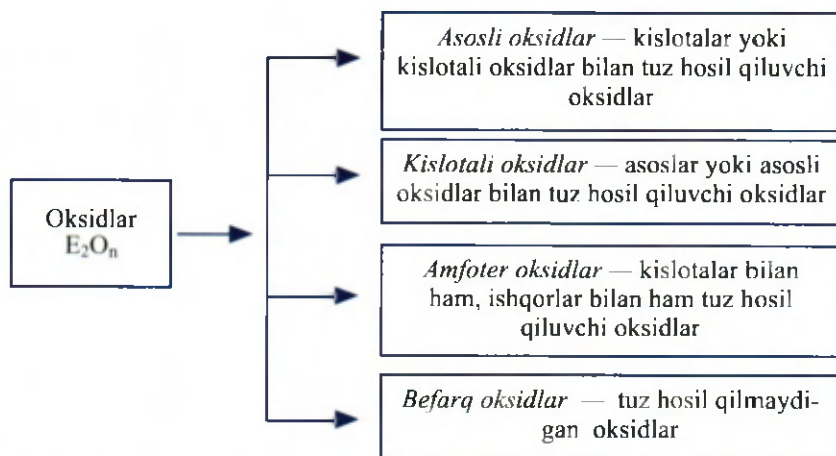 Asosli oksidlar — kislotalar yoki
kislotali oksidlar bilan tuz hosil qiluvchi
oksidlar
Kislotali oksidlar — asoslar yoki asosli
oksidlar bilan tuz hosil qiluvchi oksidlar
Oksidlar
E₂Oₙ
Amfoter oksidlar — kislotalar bilan
ham, ishqorlar bilan ham tuz hosil
qiluvchi oksidlar
Befarq oksidlar — tuz hosil qilmaydi-
gan oksidlar